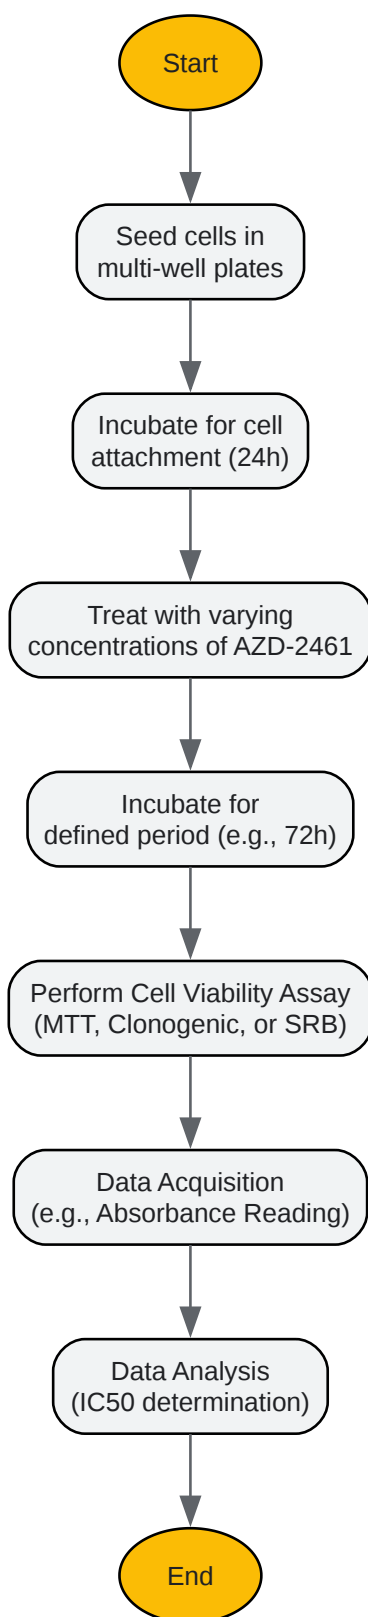 Start
Seed cells in
multi-well plates
Incubate for cell
attachment (24h)
Treat with varying
concentrations of AZD-2461
Incubate for
defined period (e.g., 72h)
Perform Cell Viability Assay
(MTT, Clonogenic, or SRB)
Data Acquisition
(e.g., Absorbance Reading)
Data Analysis
(IC50 determination)
End